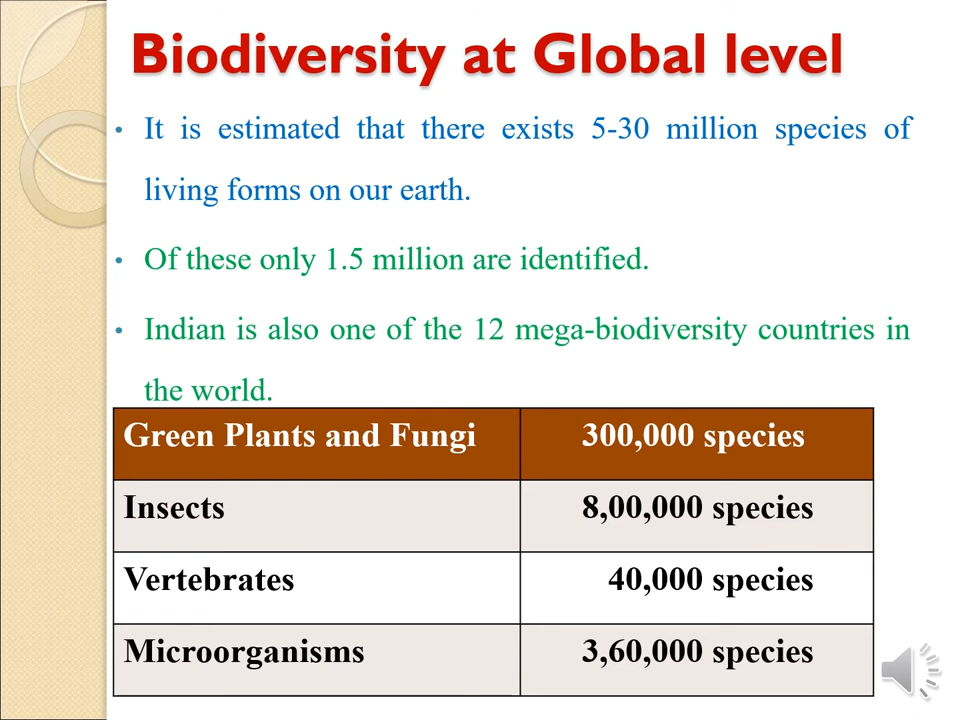 Biodiversity at Global level
• It is estimated that there exists 5-30 million species of
living forms on our earth.
• Of these only 1.5 million are identified.
• Indian is also one of the 12 mega-biodiversity countries in
the world.
Green Plants and Fungi 300,000 species
Insects 8,00,000 species
Vertebrates 40,000 species
Microorganisms 3,60,000 species